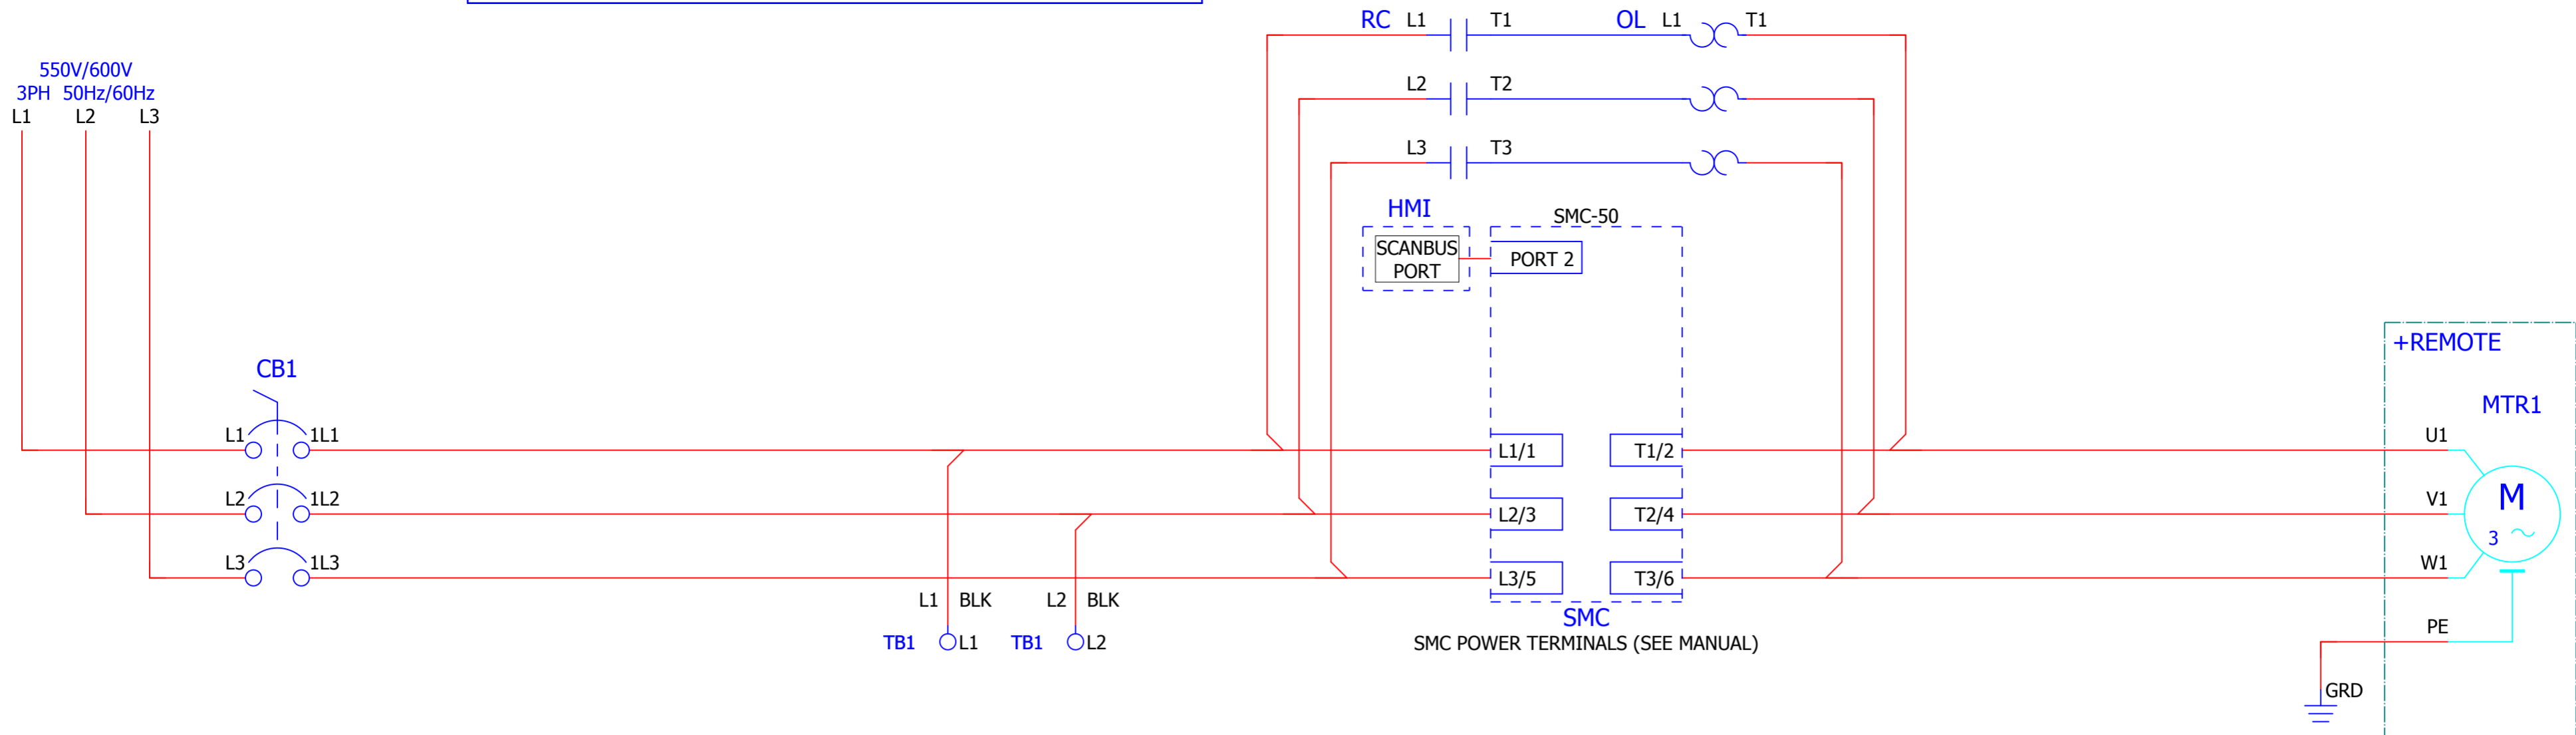 RC L1 T1 OL L1 T1
550V/600V
3PH 50Hz/60Hz
L1 L2 L3
L2 T2
L3 T3
HMI
SMC-50
SCANBUS
PORT
PORT 2
+REMOTE
CB1
MTR1
L1 1L1
L1/1 T1/2
U1
L2 1L2
L2/3 T2/4
V1
M
3
L3 1L3
L3/5 T3/6
W1
L1 BLK L2 BLK
SMC
PE
TB1 L1 TB1 L2
SMC POWER TERMINALS (SEE MANUAL)
GRD